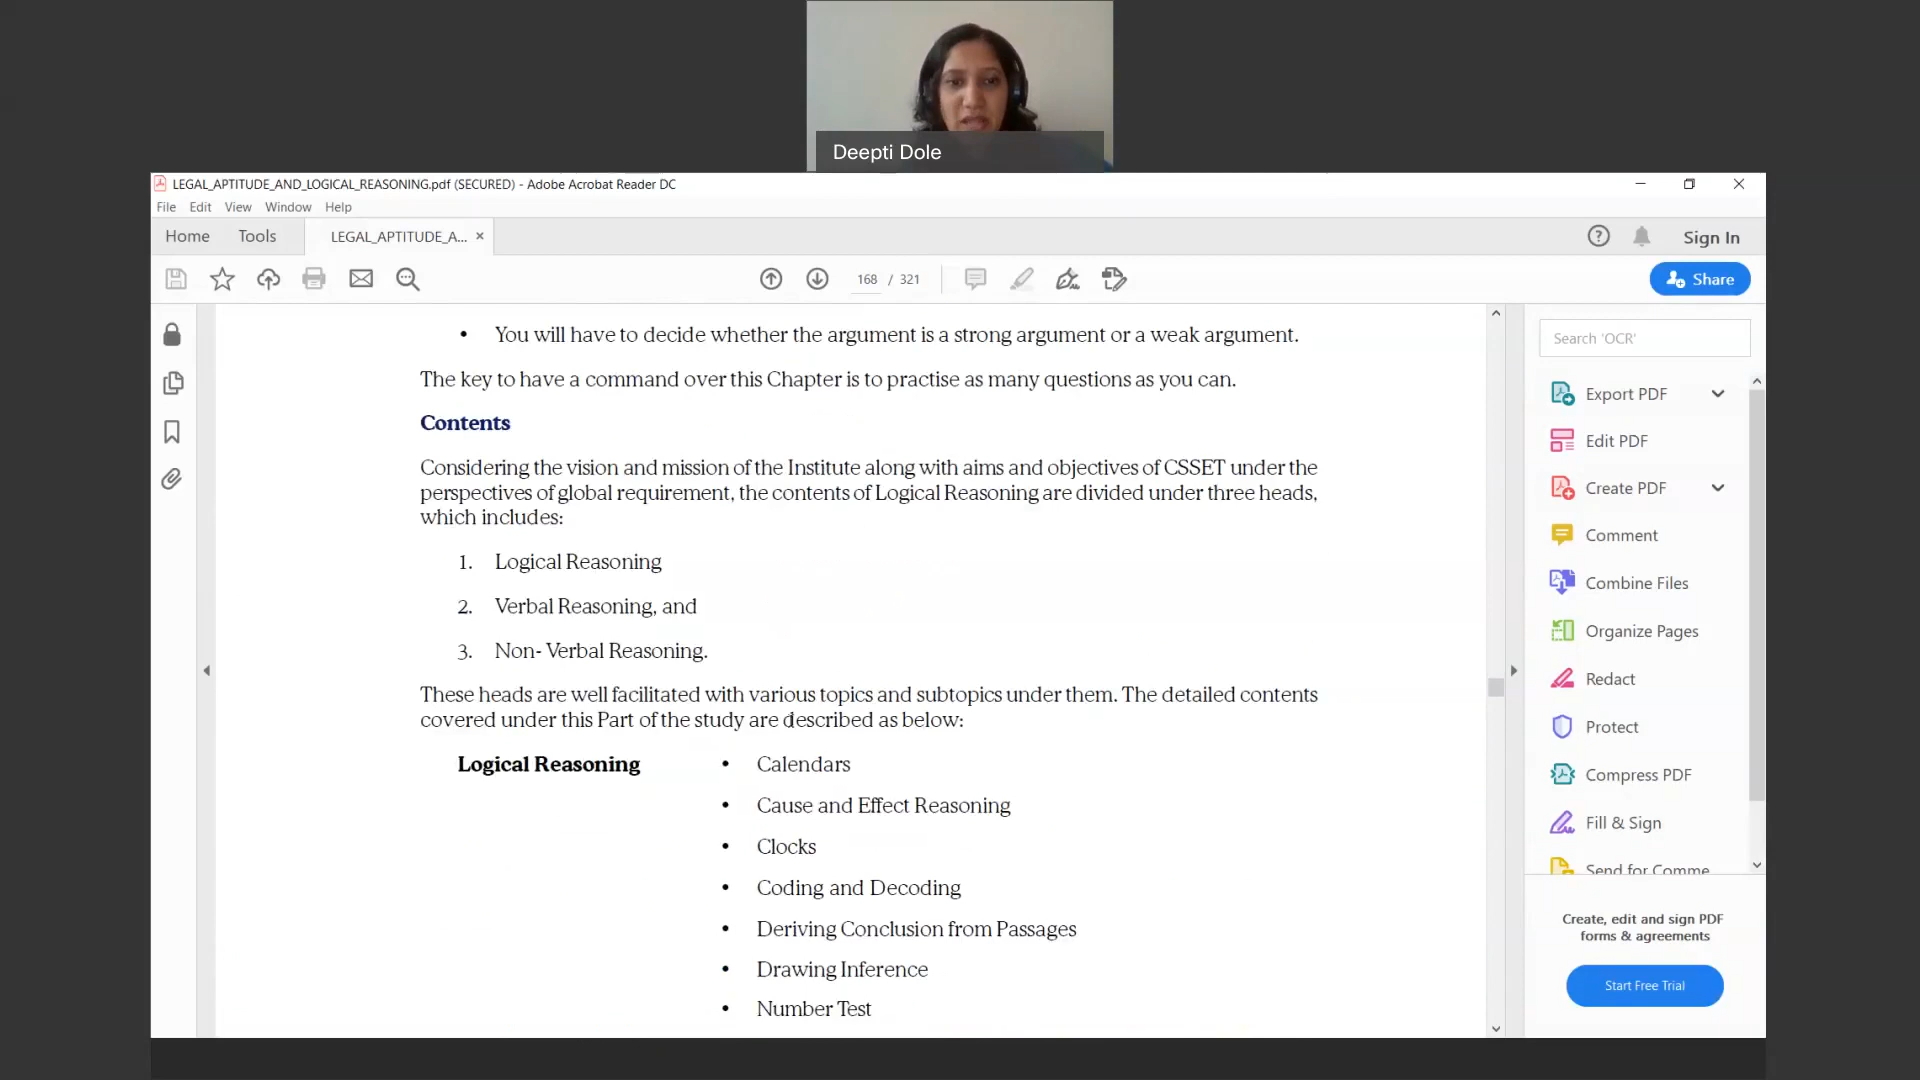 Deepti Dole
LEGAL_APTITUDE_AND_LOGICAL_REASONING.pdf (SECURED) - Adobe Acrobat Reader DC
File Edit View Window Help
Home Tools LEGAL_APTITUDE_A... × Sign In
168 / 321 Share
• You will have to decide whether the argument is a strong argument or a weak argument.
The key to have a command over this Chapter is to practise as many questions as you can.
Contents
Considering the vision and mission of the Institute along with aims and objectives of CSSET under the
perspectives of global requirement, the contents of Logical Reasoning are divided under three heads,
which includes:
1. Logical Reasoning
2. Verbal Reasoning, and
3. Non- Verbal Reasoning.
These heads are well facilitated with various topics and subtopics under them. The detailed contents
covered under this Part of the study are described as below:
Logical Reasoning • Calendars
• Cause and Effect Reasoning
• Clocks
• Coding and Decoding
• Deriving Conclusion from Passages
• Drawing Inference
• Number Test
Search 'OCR'
Export PDF
Edit PDF
Create PDF
Comment
Combine Files
Organize Pages
Redact
Protect
Compress PDF
Fill & Sign
Send for Comme
Create, edit and sign PDF
forms & agreements
Start Free Trial